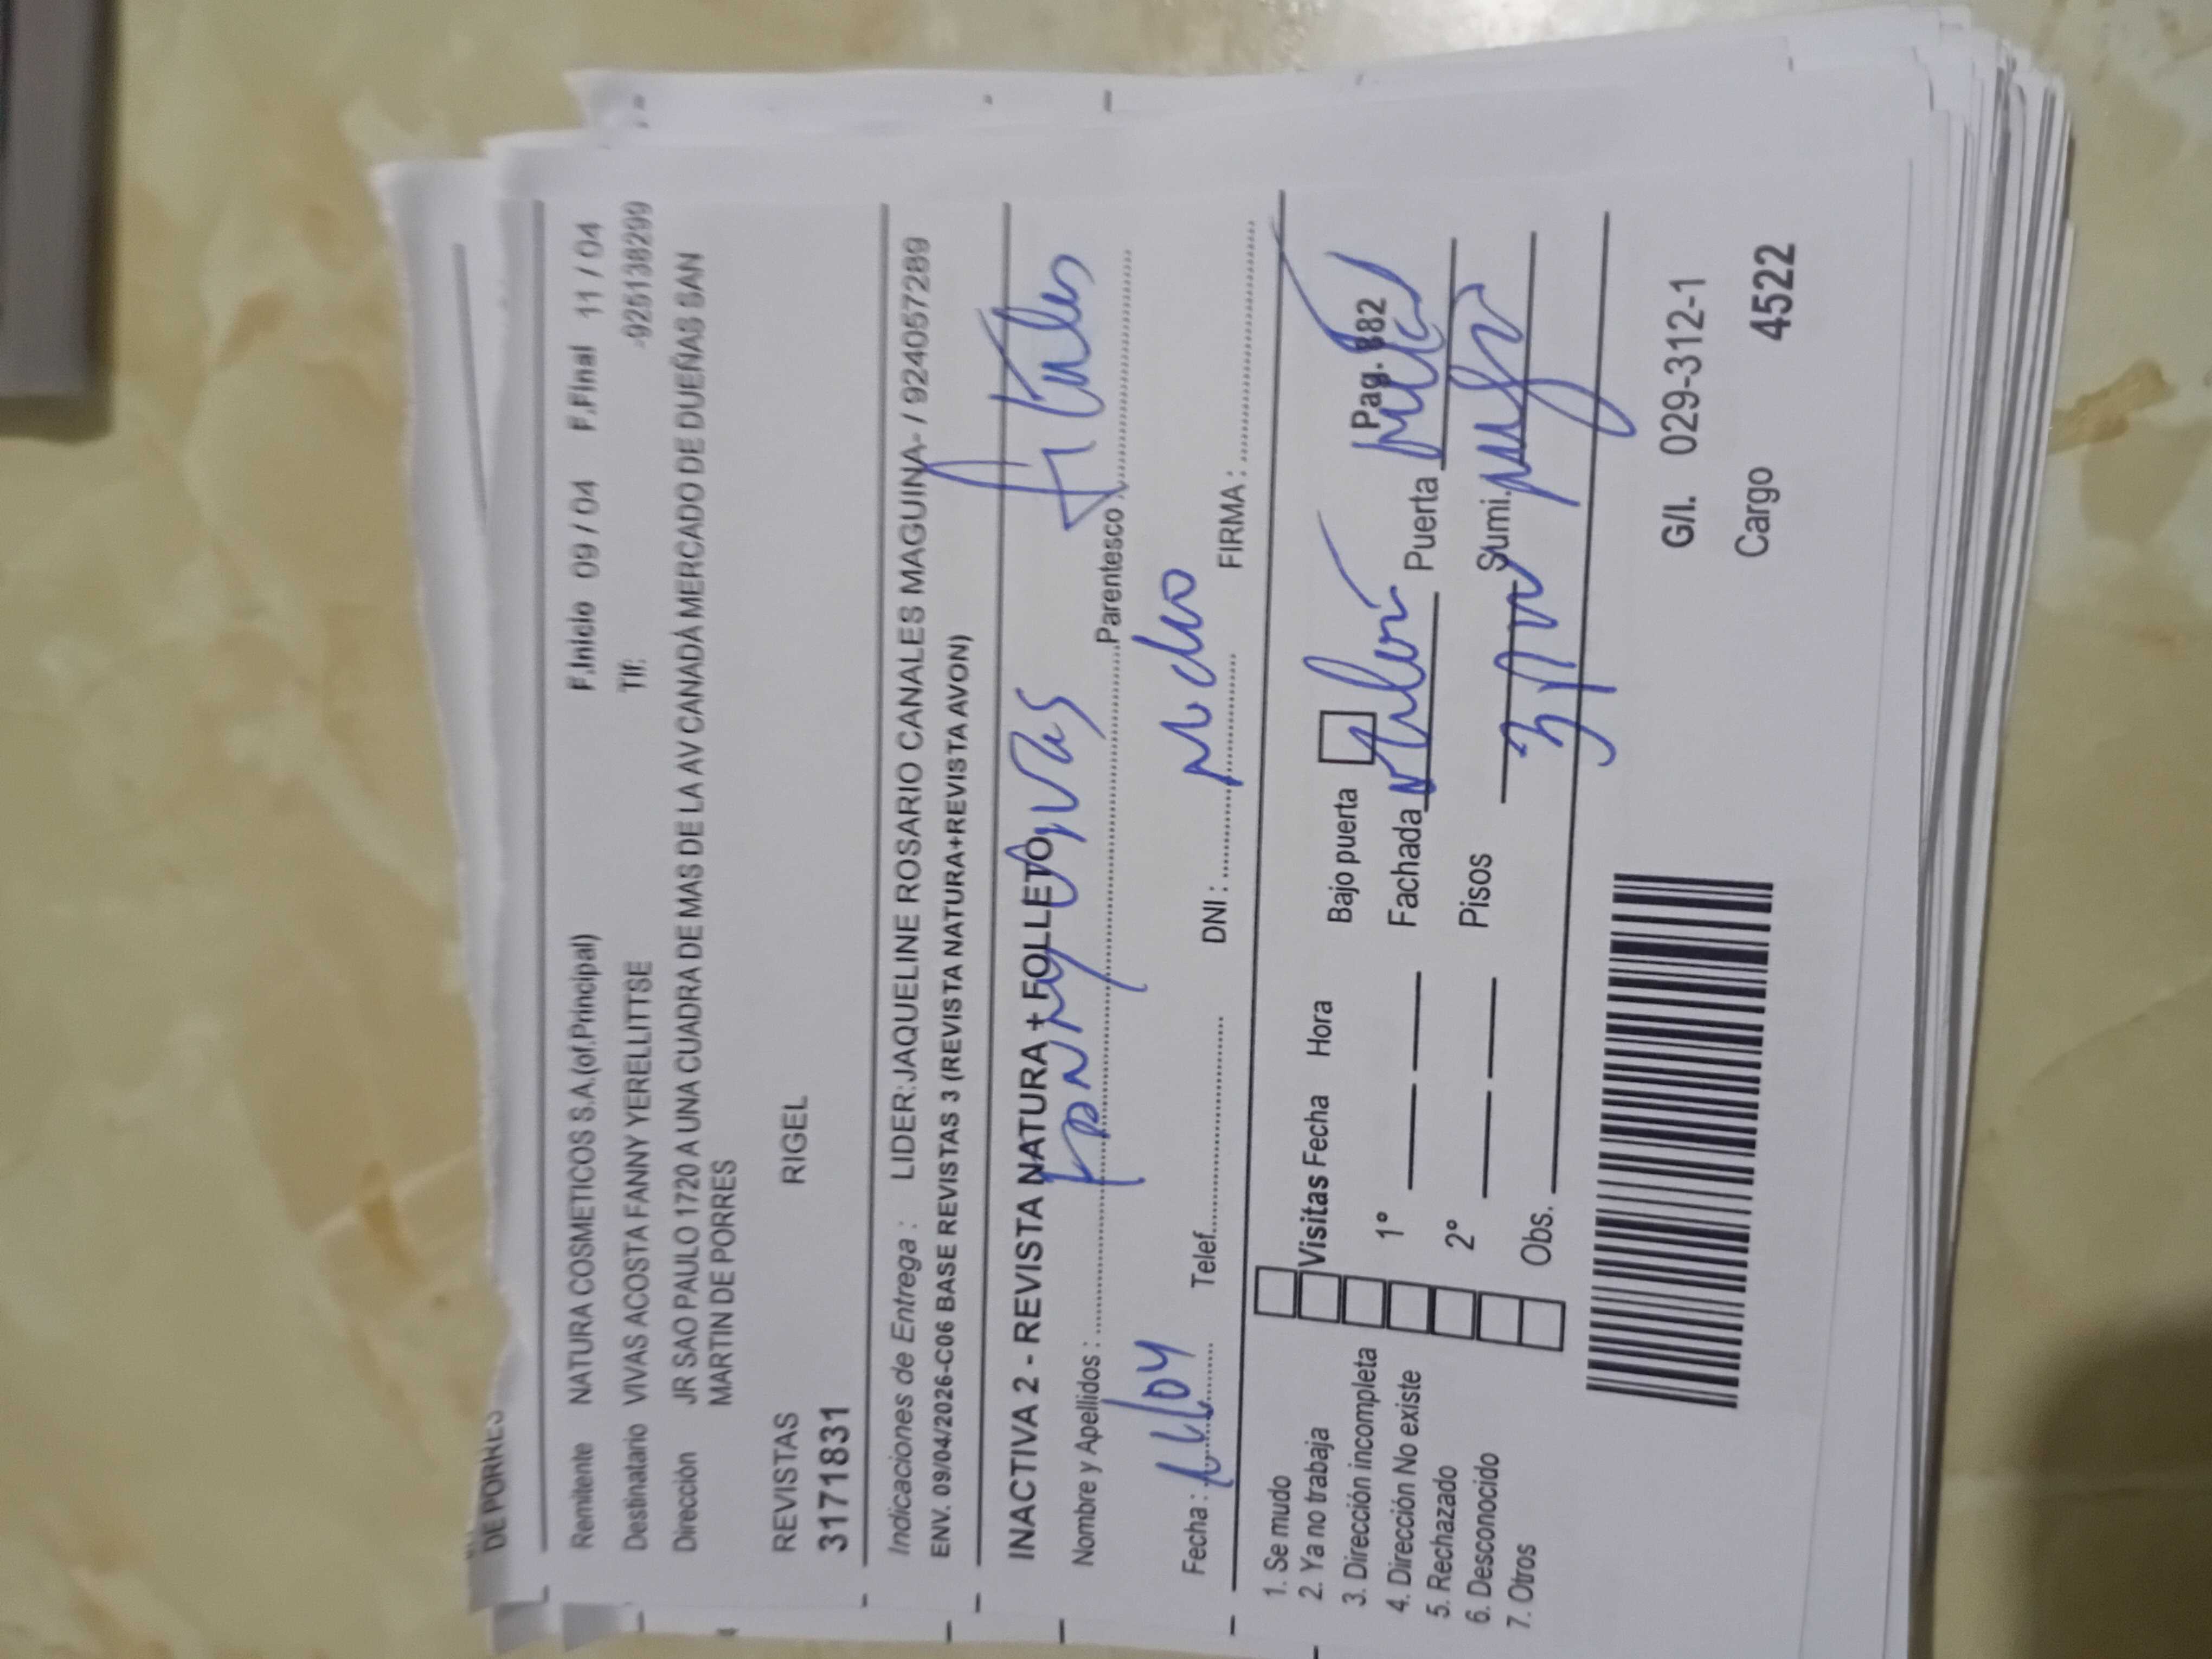 DE PORRES
Remitente NATURA COSMETICOS S.A.(of.Principal) F.Inicio 09 / 04 F.Final 11 / 04
Destinatario VIVAS ACOSTA FANNY YERELLITTSE Tlf: -925138299
Dirección JR SAO PAULO 1720 A UNA CUADRA DE MAS DE LA AV CANADÁ MERCADO DE DUEÑAS SAN
MARTIN DE PORRES
REVISTAS RIGEL
3171831
Indicaciones de Entrega : LIDER:JAQUELINE ROSARIO CANALES MAGUINA- / 924057289
ENV. 09/04/2026-C06 BASE REVISTAS 3 (REVISTA NATURA+REVISTA AVON)
INACTIVA 2 - REVISTA NATURA + FOLLETO
Nombre y Apellidos : Fanny Vivas Parentesco
Fecha : Telef. DNI : FIRMA :
1. Se mudo
2. Ya no trabaja
3. Dirección incompleta
4. Dirección No existe
5. Rechazado
6. Desconocido
7. Otros
Visitas Fecha Hora Bajo puerta Pag. 882
1° Fachada Puerta
2° Pisos Sumi.
Obs.
G/I. 029-312-1
Cargo 4522